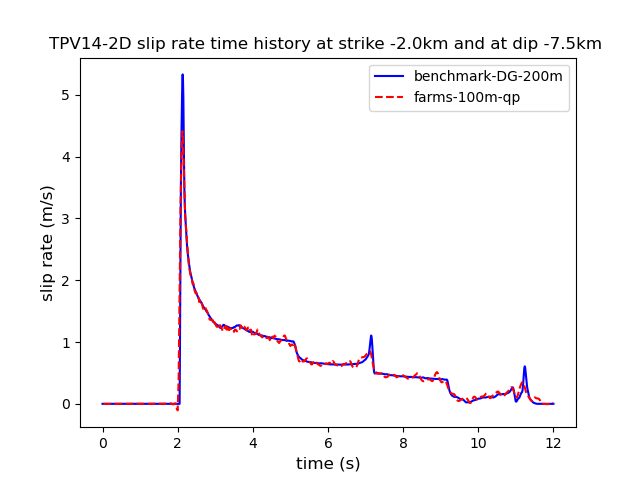 TPV14-2D slip rate time history at strike -2.0km and at dip -7.5km
benchmark-DG-200m
farms-100m-qp
slip rate (m/s)
5
4
3
2
1
0
0 2 4 6 8 10 12
time (s)